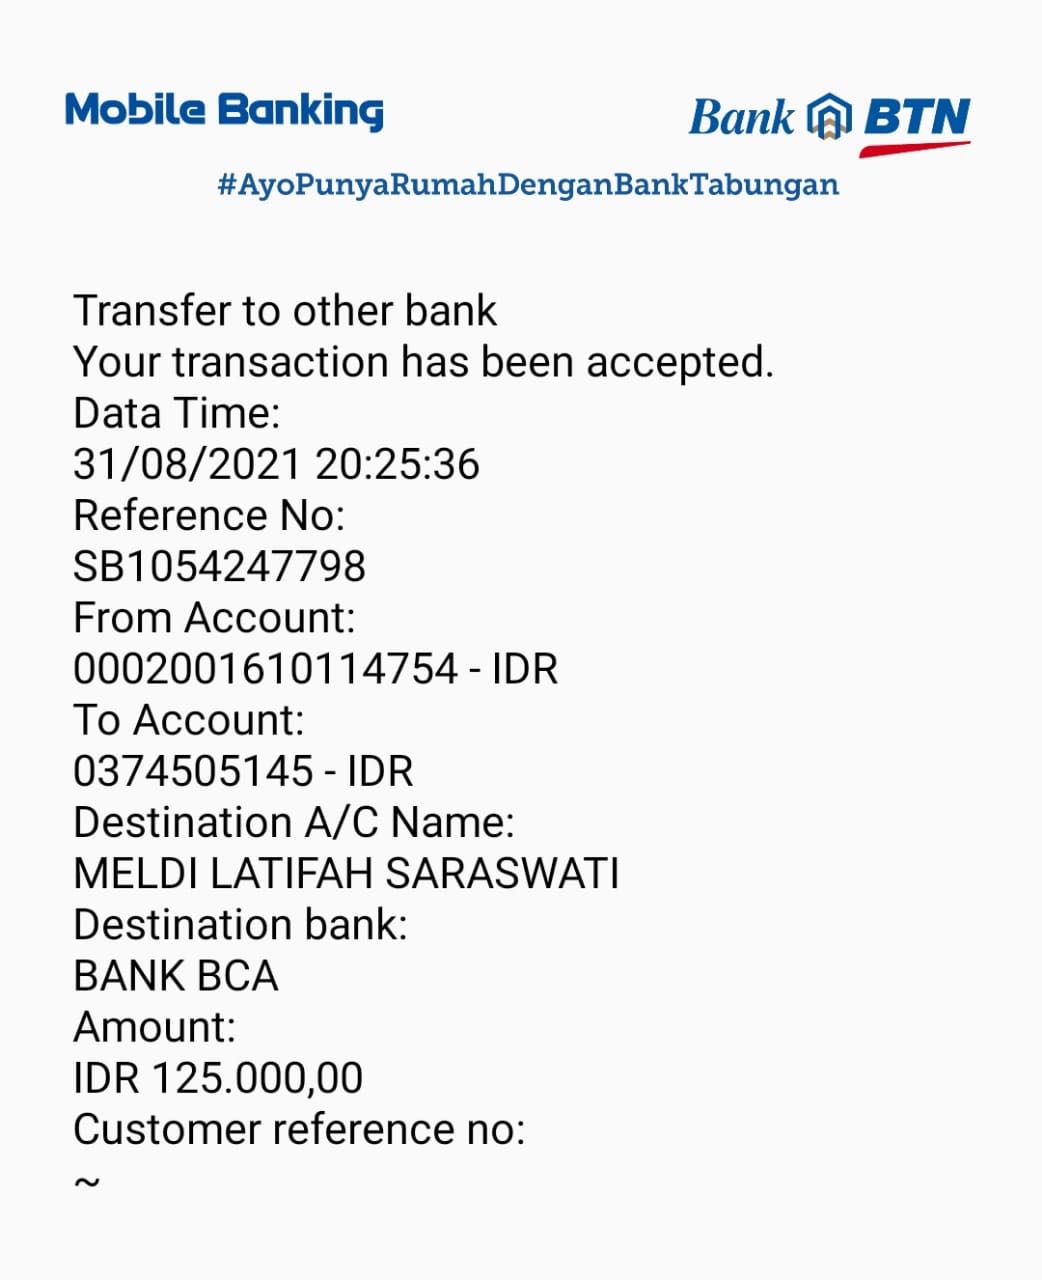 Mobile Banking
Bank BTN
#AyoPunyaRumahDenganBankTabungan
Transfer to other bank
Your transaction has been accepted.
Data Time:
31/08/2021 20:25:36
Reference No:
SB1054247798
From Account:
0002001610114754 - IDR
To Account:
0374505145 - IDR
Destination A/C Name:
MELDI LATIFAH SARASWATI
Destination bank:
BANK BCA
Amount:
IDR 125.000,00
Customer reference no:
~